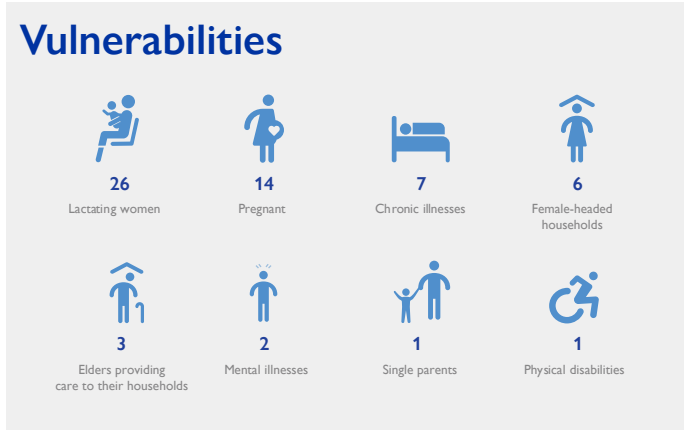 Vulnerabilities
26
Lactating women
14
Pregnant
7
Chronic illnesses
6
Female-headed
households
3
Elders providing
care to their households
2
Mental illnesses
1
Single parents
1
Physical disabilities